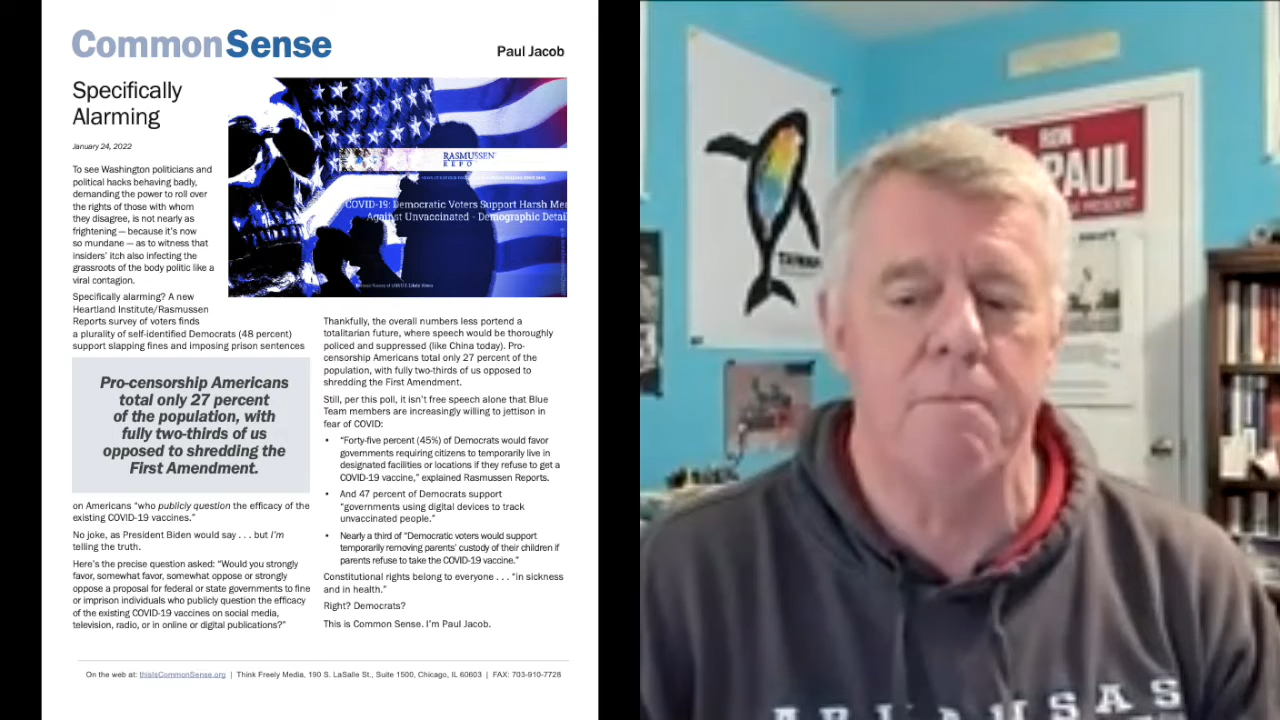 CommonSense
Paul Jacob
Specifically
Alarming
January 24, 2022
To see Washington politicians and
political hacks behaving badly,
demanding the power to roll over
the rights of those with whom
they disagree, is not nearly as
frightening — because it's now
so mundane — as to witness that
insiders' itch also infecting the
grassroots of the body politic like a
viral contagion.
Specifically alarming? A new
Heartland Institute/Rasmussen
Reports survey of voters finds
a plurality of self-identified Democrats (48 percent)
support slapping fines and imposing prison sentences
Pro-censorship Americans
total only 27 percent
of the population, with
fully two-thirds of us
opposed to shredding the
First Amendment.
on Americans “who publicly question the efficacy of the
existing COVID-19 vaccines.”
No joke, as President Biden would say . . . but I'm
telling the truth.
Here's the precise question asked: “Would you strongly
favor, somewhat favor, somewhat oppose or strongly
oppose a proposal for federal or state governments to fine
or imprison individuals who publicly question the efficacy
of the existing COVID-19 vaccines on social media,
television, radio, or in online or digital publications?”
RASMUSSEN
REPO
COVID-19: Democratic Voters Support Harsh Mea
Against Unvaccinated - Demographic Detail
Thankfully, the overall numbers less portend a
totalitarian future, where speech would be thoroughly
policed and suppressed (like China today). Pro-
censorship Americans total only 27 percent of the
population, with fully two-thirds of us opposed to
shredding the First Amendment.
Still, per this poll, it isn't free speech alone that Blue
Team members are increasingly willing to jettison in
fear of COVID:
• “Forty-five percent (45%) of Democrats would favor
governments requiring citizens to temporarily live in
designated facilities or locations if they refuse to get a
COVID-19 vaccine,” explained Rasmussen Reports.
• And 47 percent of Democrats support
“governments using digital devices to track
unvaccinated people.”
• Nearly a third of “Democratic voters would support
temporarily removing parents' custody of their children if
parents refuse to take the COVID-19 vaccine.”
Constitutional rights belong to everyone . . . “in sickness
and in health.”
Right? Democrats?
This is Common Sense. I'm Paul Jacob.
On the web at: thisIsCommonSense.org | Think Freely Media, 190 S. LaSalle St., Suite 1500, Chicago, IL 60603 | FAX: 703-910-7728
TAIWAN
RON
PAUL
ARKANSAS